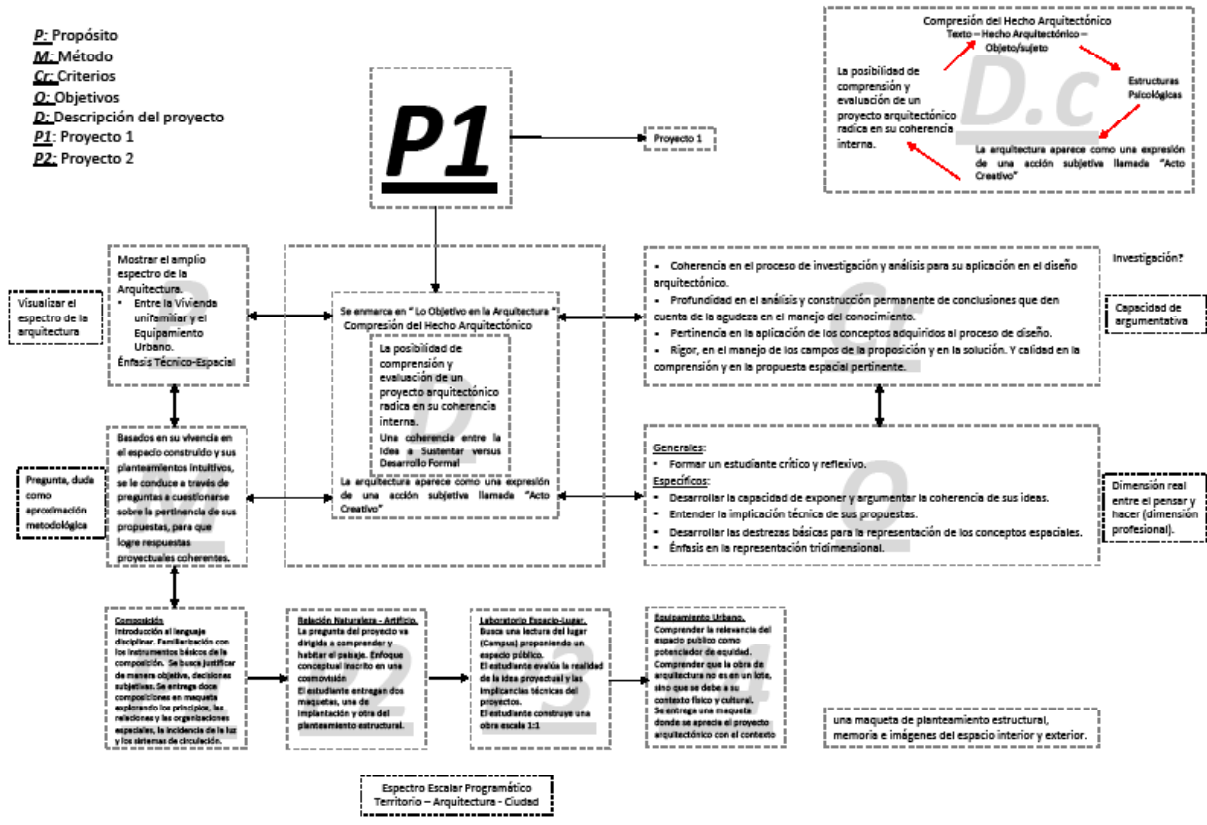 P: Propósito
M: Método
Cr: Criterios
O: Objetivos
D: Descripción del proyecto
P1: Proyecto 1
P2: Proyecto 2
P1
Proyecto 1
Compresión del Hecho Arquitectónico
Texto – Hecho Arquitectónico –
Objeto/sujeto
D.c
La posibilidad de
comprensión y
evaluación de un
proyecto arquitectónico
radica en su coherencia
interna.
Estructuras
Psicológicas
La arquitectura aparece como una expresión
de una acción subjetiva llamada "Acto
Creativo"
Visualizar el
espectro de la
arquitectura
P
Mostrar el amplio
espectro de la
Arquitectura.
• Entre la Vivienda
unifamiliar y el
Equipamiento
Urbano.
Énfasis Técnico-Espacial
Se enmarca en " Lo Objetivo en la Arquitectura "
Compresión del Hecho Arquitectónico
D
La posibilidad de
comprensión y
evaluación de un
proyecto arquitectónico
radica en su coherencia
interna.
Una coherencia entre la
Idea a Sustentar versus
Desarrollo Formal
La arquitectura aparece como una expresión
de una acción subjetiva llamada "Acto
Creativo"
Cr
▪ Coherencia en el proceso de investigación y análisis para su aplicación en el diseño
arquitectónico.
▪ Profundidad en el análisis y construcción permanente de conclusiones que den
cuenta de la agudeza en el manejo del conocimiento.
▪ Pertinencia en la aplicación de los conceptos adquiridos al proceso de diseño.
▪ Rigor, en el manejo de los campos de la proposición y en la solución. Y calidad en la
comprensión y en la propuesta espacial pertinente.
Investigación?
Capacidad de
argumentativa
Pregunta, duda
como
aproximación
metodológica
M
Basados en su vivencia en
el espacio construido y sus
planteamientos intuitivos,
se le conduce a través de
preguntas a cuestionarse
sobre la pertinencia de sus
propuestas, para que
logre respuestas
proyectuales coherentes.
O
Generales:
• Formar un estudiante crítico y reflexivo.
Específicos:
• Desarrollar la capacidad de exponer y argumentar la coherencia de sus ideas.
• Entender la implicación técnica de sus propuestas.
• Desarrollar las destrezas básicas para la representación de los conceptos espaciales.
• Énfasis en la representación tridimensional.
Dimensión real
entre el pensar y
hacer (dimensión
profesional).
1
Composición
Introducción al lenguaje
disciplinar. Familiarización con
los instrumentos básicos de la
composición. Se busca justificar
de manera objetiva, decisiones
subjetivas. Se entrega doce
composiciones en maqueta
explorando los principios, las
relaciones y las organizaciones
espaciales, la incidencia de la luz
y los sistemas de circulación.
2
Relación Naturaleza - Artificio.
La pregunta del proyecto va
dirigida a comprender y
habitar el paisaje. Enfoque
conceptual inscrito en una
cosmovisión
El estudiante entregan dos
maquetas, una de
implantación y otra del
planteamiento estructural.
3
Laboratorio Espacio-Lugar.
Busca una lectura del lugar
(Campus) proponiendo un
espacio público.
El estudiante evalúa la realidad
de la idea proyectual y las
implicancias técnicas del
proyectos.
El estudiante construye una
obra escala 1:1
4
Equipamiento Urbano.
Comprender la relevancia del
espacio publico como
potenciador de equidad.
Comprender que la obra de
arquitectura no es en un lote,
sino que se debe a su
contexto físico y cultural.
Se entrega una maqueta
donde se aprecia el proyecto
arquitectónico con el contexto
una maqueta de planteamiento estructural,
memoria e imágenes del espacio interior y exterior.
Espectro Escalar Programático
Territorio – Arquitectura - Ciudad